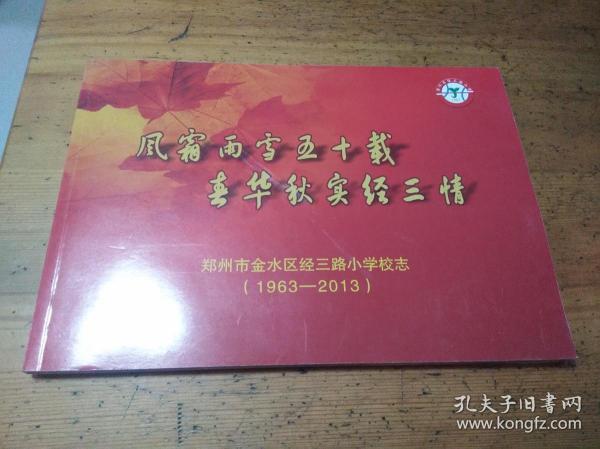 风霜雨雪五十载
春华秋实经三情
郑州市金水区经三路小学校志
（1963—2013）
孔夫子旧书网
www.kongfz.com